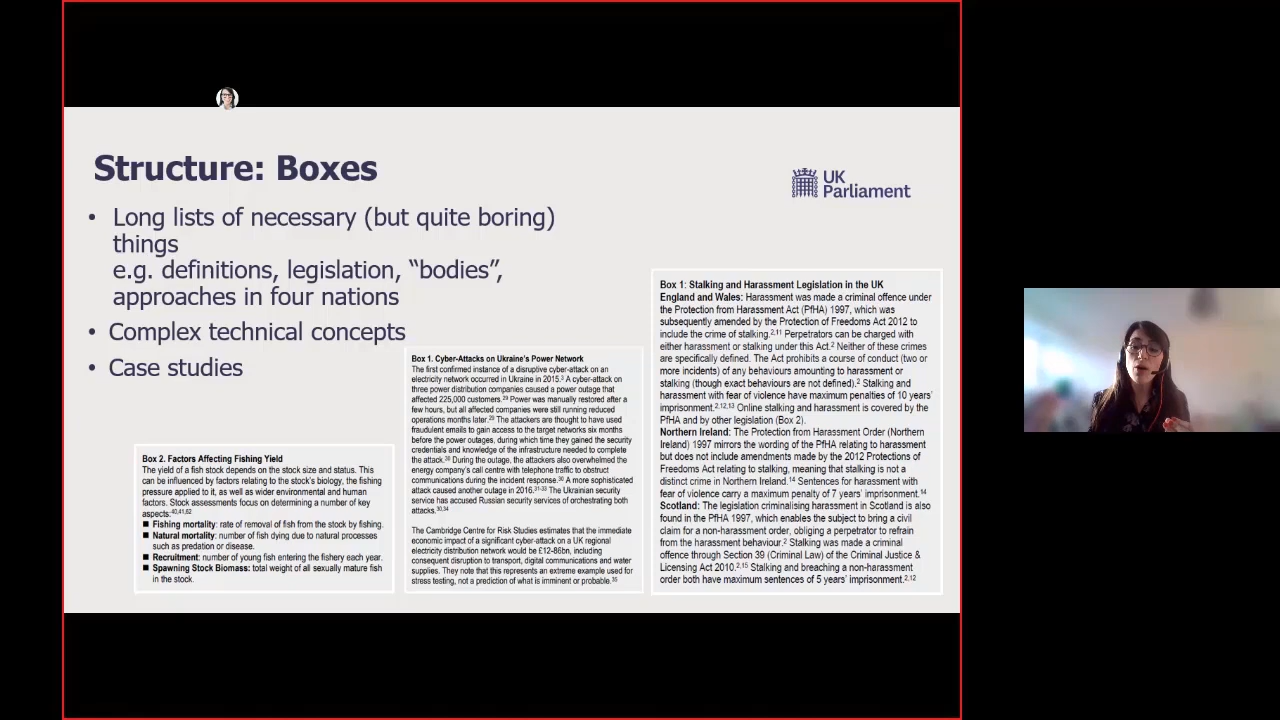 Structure: Boxes
UK
Parliament
• Long lists of necessary (but quite boring)
things
e.g. definitions, legislation, “bodies”,
approaches in four nations
• Complex technical concepts
• Case studies
Box 2. Factors Affecting Fishing Yield
The yield of a fish stock depends on the stock size and status. This
can be influenced by factors relating to the stock’s biology, the fishing
pressure applied to it, as well as wider environmental and human
factors. Stock assessments focus on determining a number of key
aspects:40,41,62
■ Fishing mortality: rate of removal of fish from the stock by fishing.
■ Natural mortality: number of fish dying due to natural processes
such as predation or disease.
■ Recruitment: number of young fish entering the fishery each year.
■ Spawning Stock Biomass: total weight of all sexually mature fish
in the stock.
Box 1. Cyber-Attacks on Ukraine’s Power Network
The first confirmed instance of a disruptive cyber-attack on an
electricity network occurred in Ukraine in 2015.3 A cyber-attack on
three power distribution companies caused a power outage that
affected 225,000 customers.29 Power was manually restored after a
few hours, but all affected companies were still running reduced
operations months later.29 The attackers are thought to have used
fraudulent emails to gain access to the target networks six months
before the power outages, during which time they gained the security
credentials and knowledge of the infrastructure needed to complete
the attack.30 During the outage, the attackers also overwhelmed the
energy company’s call centre with telephone traffic to obstruct
communications during the incident response.30 A more sophisticated
attack caused another outage in 2016.31-33 The Ukrainian security
service has accused Russian security services of orchestrating both
attacks.30,34
The Cambridge Centre for Risk Studies estimates that the immediate
economic impact of a significant cyber-attack on a UK regional
electricity distribution network would be £12-86bn, including
consequent disruption to transport, digital communications and water
supplies. They note that this represents an extreme example used for
stress testing, not a prediction of what is imminent or probable.35
Box 1: Stalking and Harassment Legislation in the UK
England and Wales: Harassment was made a criminal offence under
the Protection from Harassment Act (PfHA) 1997, which was
subsequently amended by the Protection of Freedoms Act 2012 to
include the crime of stalking.2,11 Perpetrators can be charged with
either harassment or stalking under this Act.2 Neither of these crimes
are specifically defined. The Act prohibits a course of conduct (two or
more incidents) of any behaviours amounting to harassment or
stalking (though exact behaviours are not defined).2 Stalking and
harassment with fear of violence have maximum penalties of 10 years’
imprisonment.2,12,13 Online stalking and harassment is covered by the
PfHA and by other legislation (Box 2).
Northern Ireland: The Protection from Harassment Order (Northern
Ireland) 1997 mirrors the wording of the PfHA relating to harassment
but does not include amendments made by the 2012 Protections of
Freedoms Act relating to stalking, meaning that stalking is not a
distinct crime in Northern Ireland.14 Sentences for harassment with
fear of violence carry a maximum penalty of 7 years’ imprisonment.14
Scotland: The legislation criminalising harassment in Scotland is also
found in the PfHA 1997, which enables the subject to bring a civil
claim for a non-harassment order, obliging a perpetrator to refrain
from the harassment behaviour.2 Stalking was made a criminal
offence through Section 39 (Criminal Law) of the Criminal Justice &
Licensing Act 2010.2,15 Stalking and breaching a non-harassment
order both have maximum sentences of 5 years’ imprisonment.2,12